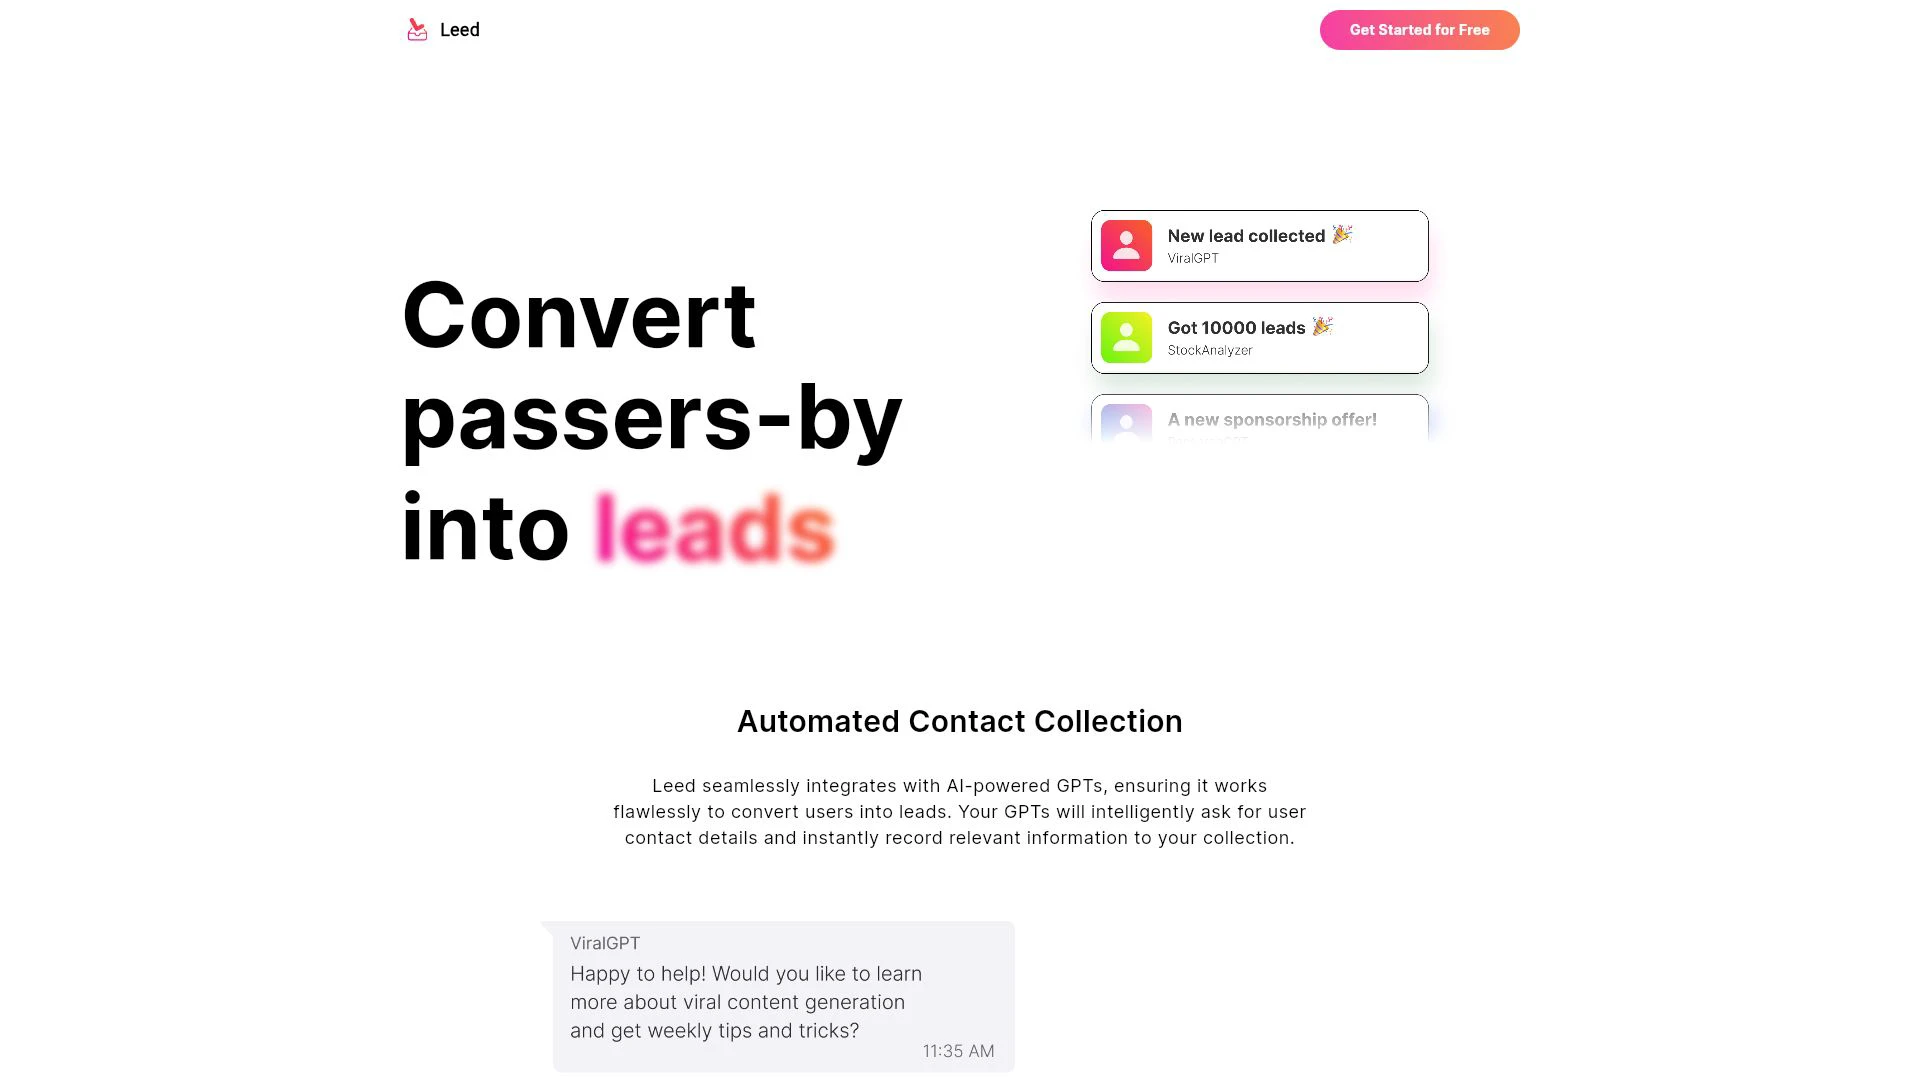 Leed
Get Started for Free
Convert
passers-by
into leads
New lead collected 🎉
ViralGPT
Got 10000 leads 🎉
StockAnalyzer
A new sponsorship offer!
Automated Contact Collection
Leed seamlessly integrates with AI-powered GPTs, ensuring it works
flawlessly to convert users into leads. Your GPTs will intelligently ask for user
contact details and instantly record relevant information to your collection.
ViralGPT
Happy to help! Would you like to learn
more about viral content generation
and get weekly tips and tricks?
11:35 AM